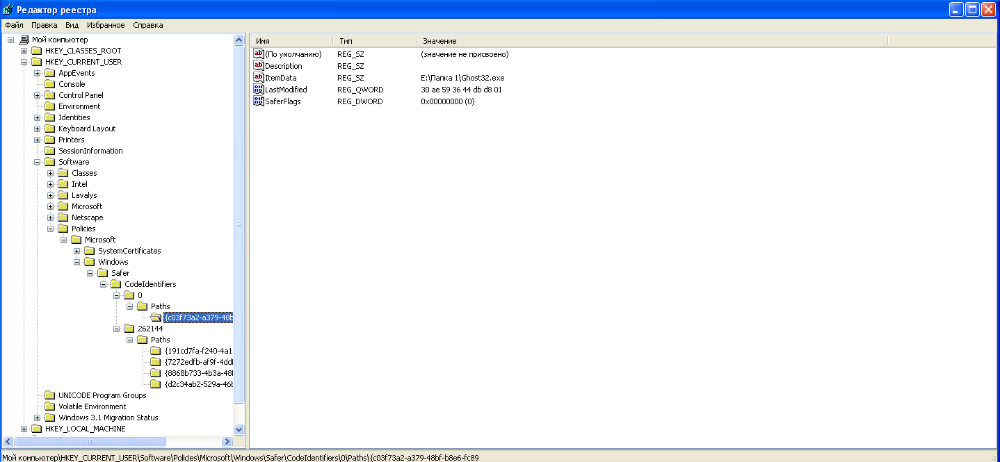 Редактор реестра
Файл Правка Вид Избранное Справка
Мой компьютер
HKEY_CLASSES_ROOT
HKEY_CURRENT_USER
AppEvents
Console
Control Panel
Environment
Identities
Keyboard Layout
Printers
SessionInformation
Software
Classes
Intel
Lavalys
Microsoft
Netscape
Policies
Microsoft
SystemCertificates
Windows
Safer
CodeIdentifiers
0
Paths
{c03f73a2-a379-48b
262144
Paths
{191cd7fa-f240-4a1
{7272edfb-af9f-4ddf
{8868b733-4b3a-48f
{d2c34ab2-529a-46b
UNICODE Program Groups
Volatile Environment
Windows 3.1 Migration Status
HKEY_LOCAL_MACHINE
Имя Тип Значение
(По умолчанию) REG_SZ (значение не присвоено)
Description REG_SZ
ItemData REG_SZ E:\Папка 1\Ghost32.exe
LastModified REG_QWORD 30 ae 59 36 44 db d8 01
SaferFlags REG_DWORD 0x00000000 (0)
Мой компьютер\HKEY_CURRENT_USER\Software\Policies\Microsoft\Windows\Safer\CodeIdentifiers\0\Paths\{c03f73a2-a379-48bf-b8e6-fc89